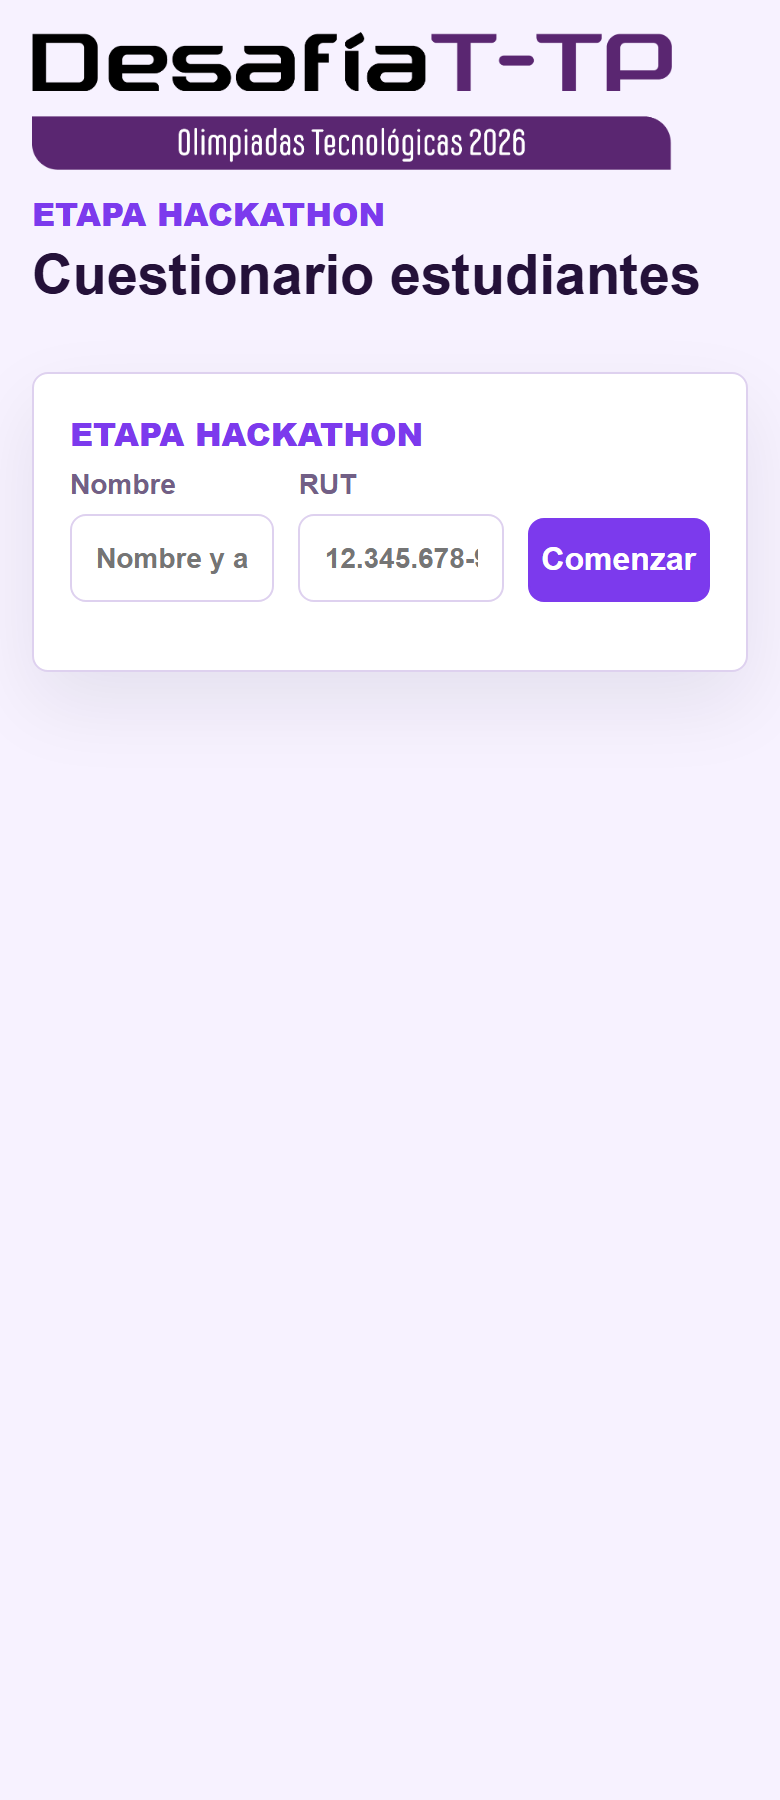 DesafíaT-TP
Olimpiadas Tecnológicas 2026
ETAPA HACKATHON
Cuestionario estudiantes
ETAPA HACKATHON
Nombre RUT
Nombre y a 12.345.678- Comenzar